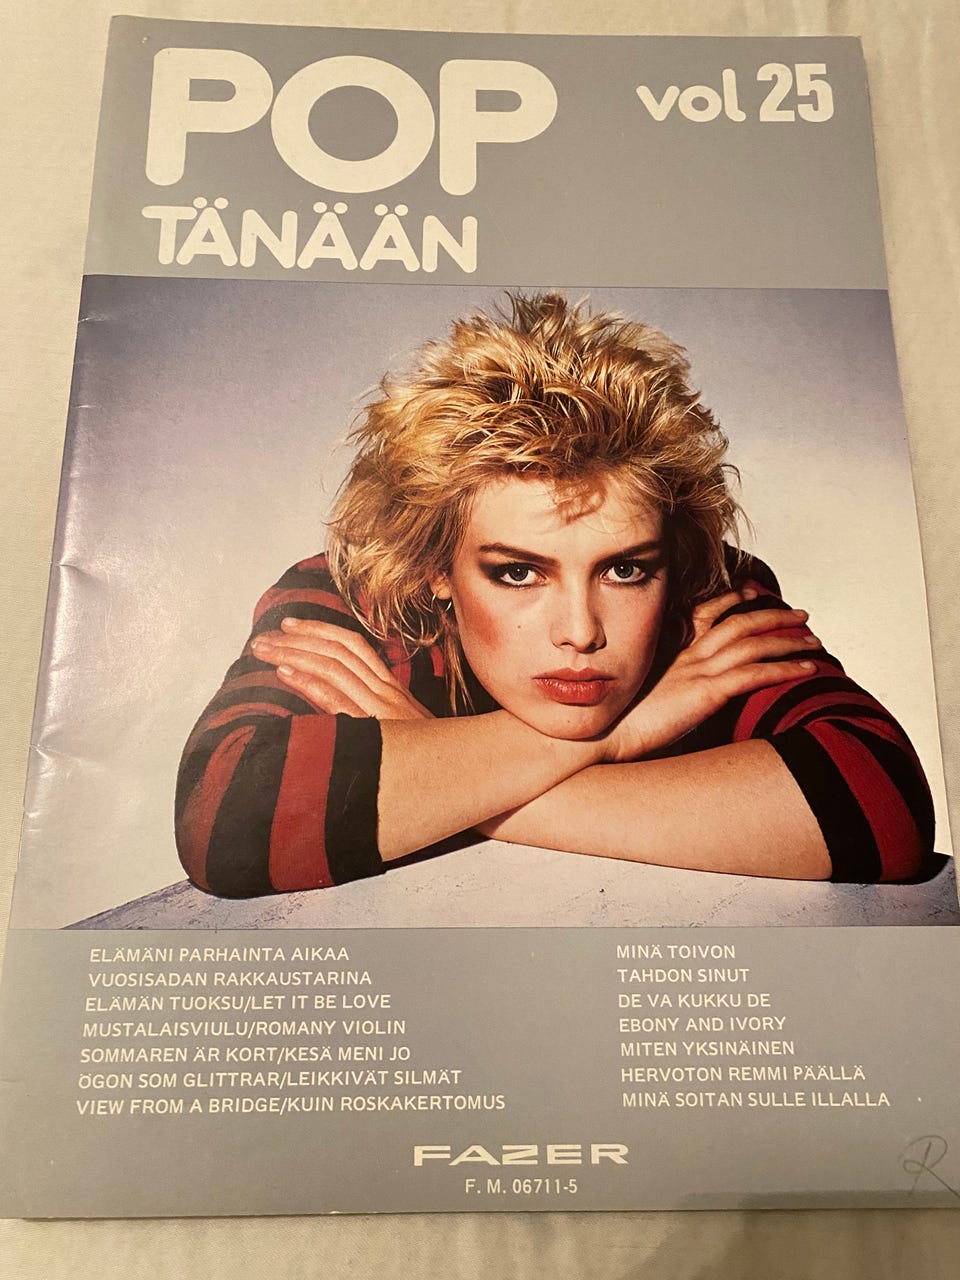 POP
vol 25
TÄNÄÄN
ELÄMÄNI PARHAINTA AIKAA
VUOSISADAN RAKKAUSTARINA
ELÄMÄN TUOKSU/LET IT BE LOVE
MUSTALAISVIULU/ROMANY VIOLIN
SOMMAREN ÄR KORT/KESÄ MENI JO
ÖGON SOM GLITTRAR/LEIKKIVÄT SILMÄT
VIEW FROM A BRIDGE/KUIN ROSKAKERTOMUS
MINÄ TOIVON
TAHDON SINUT
DE VA KUKKU DE
EBONY AND IVORY
MITEN YKSINÄINEN
HERVOTON REMMI PÄÄLLÄ
MINÄ SOITAN SULLE ILLALLA
FAZER
F. M. 06711-5
R